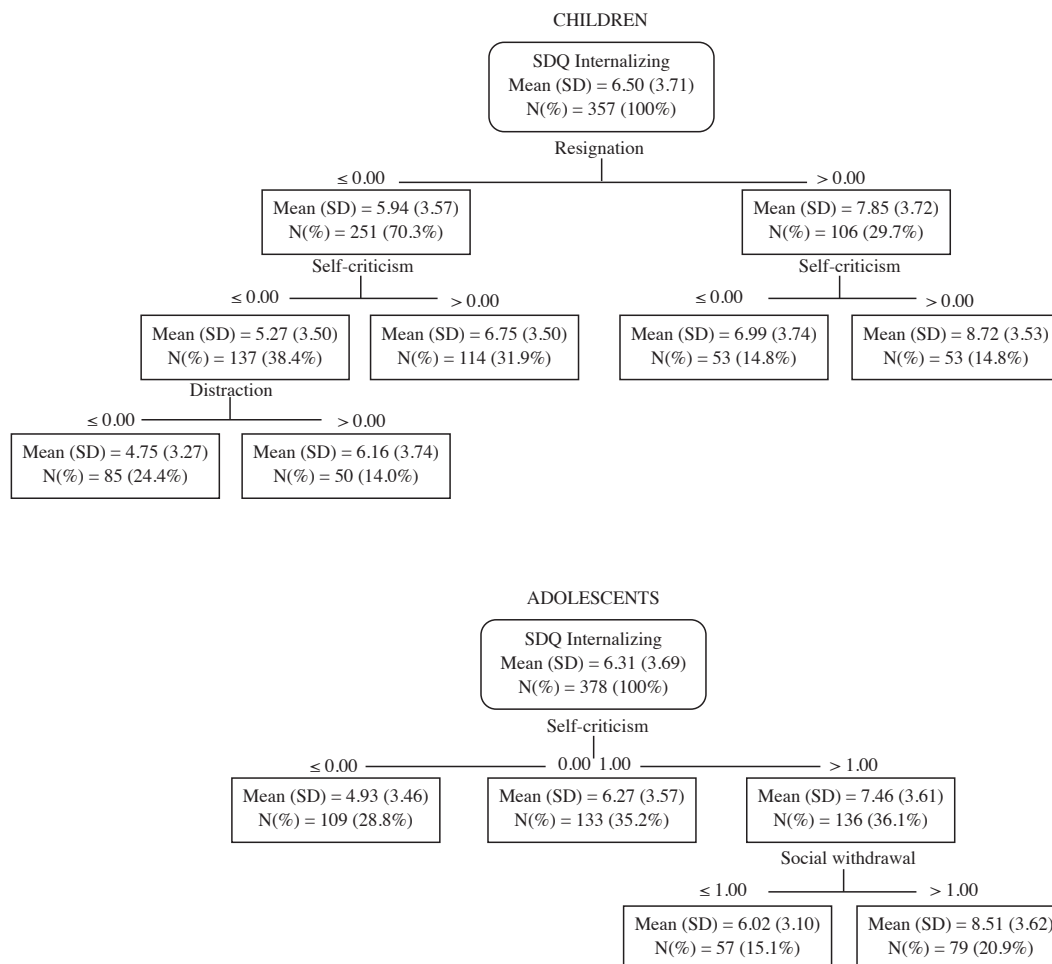 CHILDREN
SDQ Internalizing
Mean (SD) = 6.50 (3.71)
N(%) = 357 (100%)
Resignation
≤ 0.00
> 0.00
Mean (SD) = 5.94 (3.57)
N(%) = 251 (70.3%)
Mean (SD) = 7.85 (3.72)
N(%) = 106 (29.7%)
Self-criticism
Self-criticism
≤ 0.00
> 0.00
≤ 0.00
> 0.00
Mean (SD) = 5.27 (3.50)
N(%) = 137 (38.4%)
Mean (SD) = 6.75 (3.50)
N(%) = 114 (31.9%)
Mean (SD) = 6.99 (3.74)
N(%) = 53 (14.8%)
Mean (SD) = 8.72 (3.53)
N(%) = 53 (14.8%)
Distraction
≤ 0.00
> 0.00
Mean (SD) = 4.75 (3.27)
N(%) = 85 (24.4%)
Mean (SD) = 6.16 (3.74)
N(%) = 50 (14.0%)
ADOLESCENTS
SDQ Internalizing
Mean (SD) = 6.31 (3.69)
N(%) = 378 (100%)
Self-criticism
≤ 0.00
0.00 1.00
> 1.00
Mean (SD) = 4.93 (3.46)
N(%) = 109 (28.8%)
Mean (SD) = 6.27 (3.57)
N(%) = 133 (35.2%)
Mean (SD) = 7.46 (3.61)
N(%) = 136 (36.1%)
Social withdrawal
≤ 1.00
> 1.00
Mean (SD) = 6.02 (3.10)
N(%) = 57 (15.1%)
Mean (SD) = 8.51 (3.62)
N(%) = 79 (20.9%)